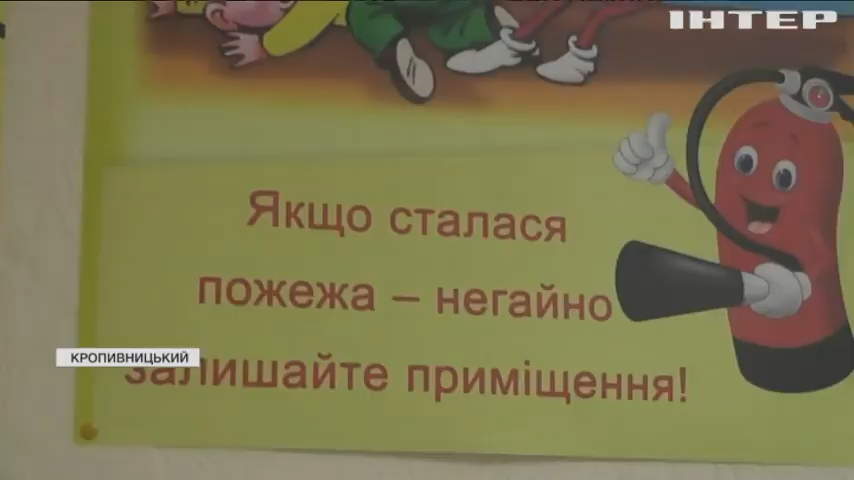 ІНТЕР
Якщо сталася
пожежа – негайно
КРОПИВНИЦЬКИЙ
залишайте приміщення!